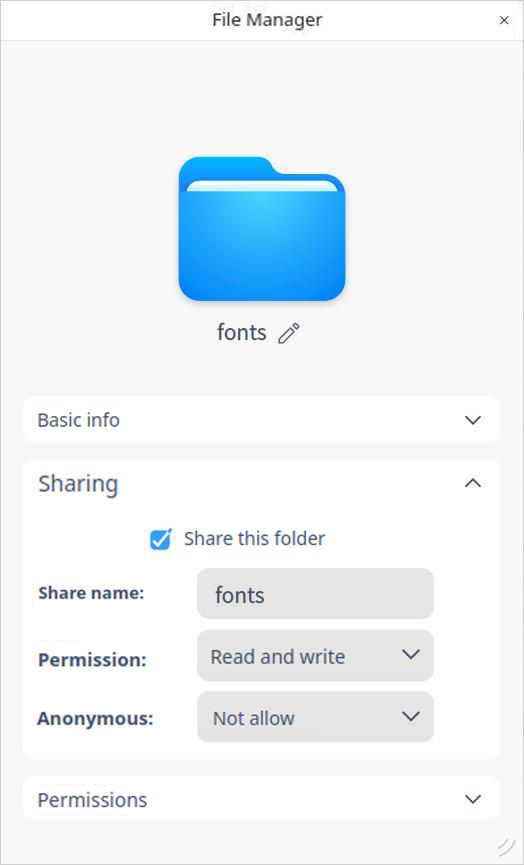 File Manager
fonts
Basic info
Sharing
Share this folder
Share name: fonts
Permission: Read and write
Anonymous: Not allow
Permissions